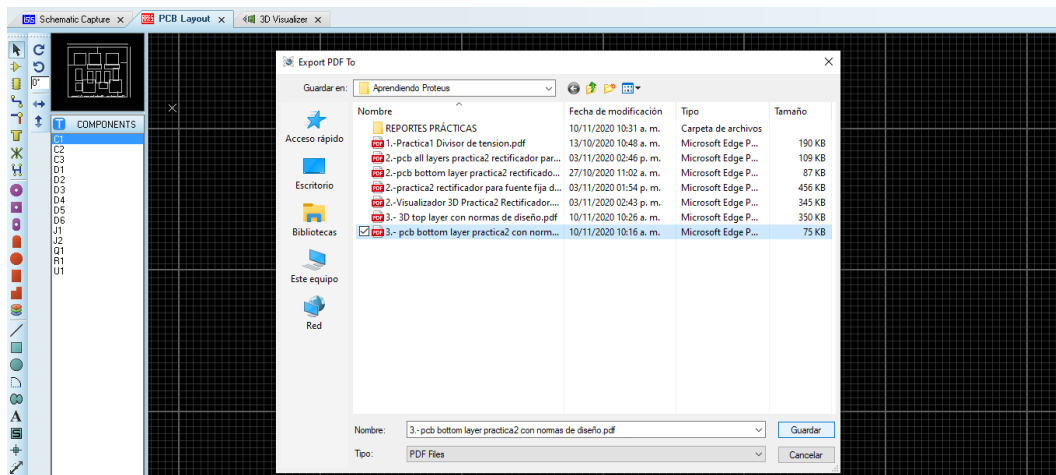 ISIS Schematic Capture x ARES PCB Layout x 3D Visualizer x
0°
T COMPONENTS
C1
C2
C3
D1
D2
D3
D4
D5
D6
J1
J2
Q1
R1
U1
A
S
Export PDF To
Guardar en: Aprendiendo Proteus
Acceso rápido
Escritorio
Bibliotecas
Este equipo
Red
Nombre Fecha de modificación Tipo Tamaño
REPORTES PRÁCTICAS 10/11/2020 10:31 a. m. Carpeta de archivos
PDF 1.-Practica1 Divisor de tension.pdf 13/10/2020 10:48 a. m. Microsoft Edge P... 190 KB
PDF 2.-pcb all layers practica2 rectificador par... 03/11/2020 02:46 p. m. Microsoft Edge P... 109 KB
PDF 2.-pcb bottom layer practica2 rectificado... 27/10/2020 11:02 a. m. Microsoft Edge P... 87 KB
PDF 2.-practica2 rectificador para fuente fija d... 03/11/2020 01:54 p. m. Microsoft Edge P... 456 KB
PDF 2.-Visualizador 3D Practica2 Rectificador.... 03/11/2020 02:43 p. m. Microsoft Edge P... 345 KB
PDF 3.- 3D top layer con normas de diseño.pdf 10/11/2020 10:26 a. m. Microsoft Edge P... 350 KB
PDF 3.- pcb bottom layer practica2 con norm... 10/11/2020 10:16 a. m. Microsoft Edge P... 75 KB
Nombre: 3.- pcb bottom layer practica2 con normas de diseño.pdf Guardar
Tipo: PDF Files Cancelar